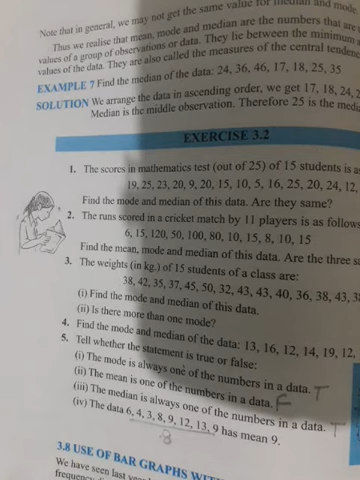 Note that in general, we may not get the same value for median and mode.
Thus we realise that mean, mode and median are the numbers that are
values of a group of observations or data. They lie between the minimum
values of the data. They are also called the measures of the central
EXAMPLE 7 Find the median of the data: 24, 36, 46, 17, 18, 25, 35
SOLUTION We arrange the data in ascending order, we get 17, 18, 24, 2
Median is the middle observation. Therefore 25 is the
EXERCISE 3.2
1. The scores in mathematics test (out of 25) of 15 students is
19, 25, 23, 20, 9, 20, 15, 10, 5, 16, 25, 20, 24, 12,
Find the mode and median of this data. Are they same?
2. The runs scored in a cricket match by 11 players is as follows
6, 15, 120, 50, 100, 80, 10, 15, 8, 10, 15
Find the mean, mode and median of this data. Are the three
3. The weights (in kg.) of 15 students of a class are:
38, 42, 35, 37, 45, 50, 32, 43, 43, 40, 36, 38, 43, 3
(i) Find the mode and median of this data.
(ii) Is there more than one mode?
4. Find the mode and median of the data: 13, 16, 12, 14, 19, 12,
5. Tell whether the statement is true or false:
(i) The mode is always one of the numbers in a data. T
(ii) The mean is one of the numbers in a data. F
(iii) The median is always one of the numbers in a data. T
(iv) The data 6, 4, 3, 8, 9, 12, 13, 9 has mean 9.
8
3.8 USE OF BAR GRAPHS
We have seen last